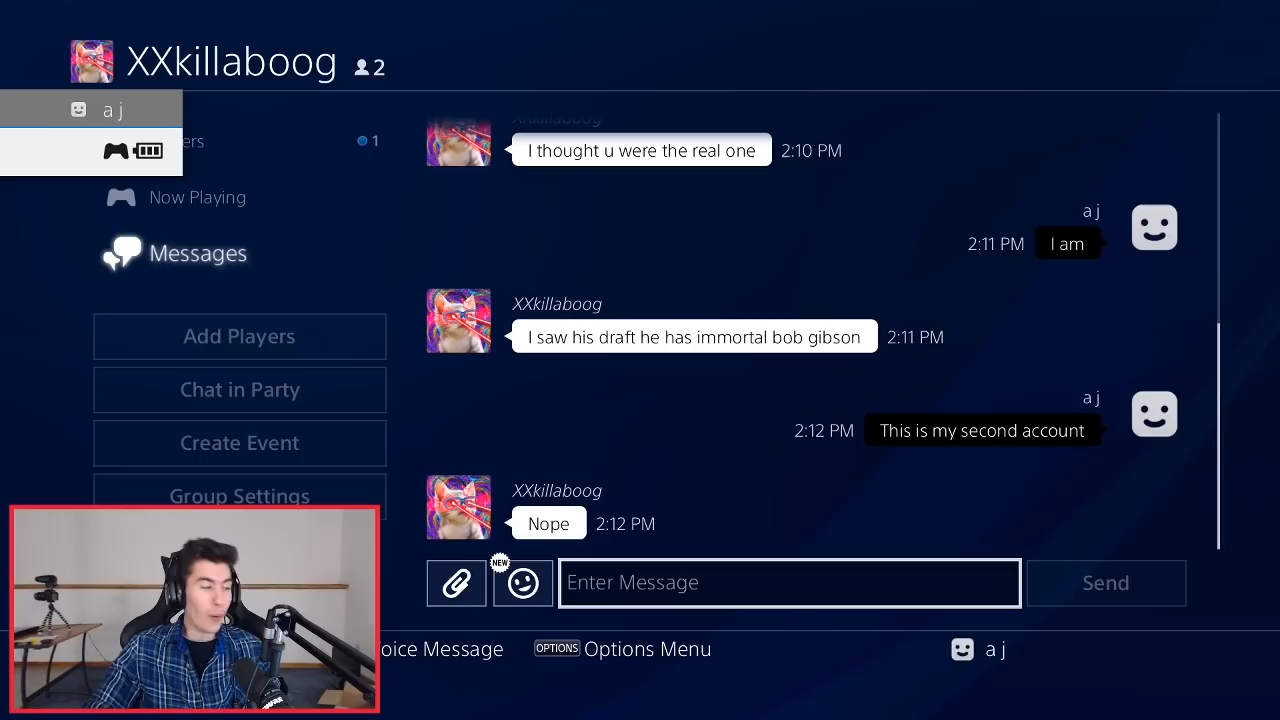 XXkillaboog 2
a j
ers 1
Now Playing
Messages
Add Players
Chat in Party
Create Event
Group Settings
XXkillaboog
I thought u were the real one 2:10 PM
a j
2:11 PM I am
XXkillaboog
I saw his draft he has immortal bob gibson 2:11 PM
a j
2:12 PM This is my second account
XXkillaboog
Nope 2:12 PM
NEW
Enter Message
Send
oice Message
OPTIONS Options Menu
a j